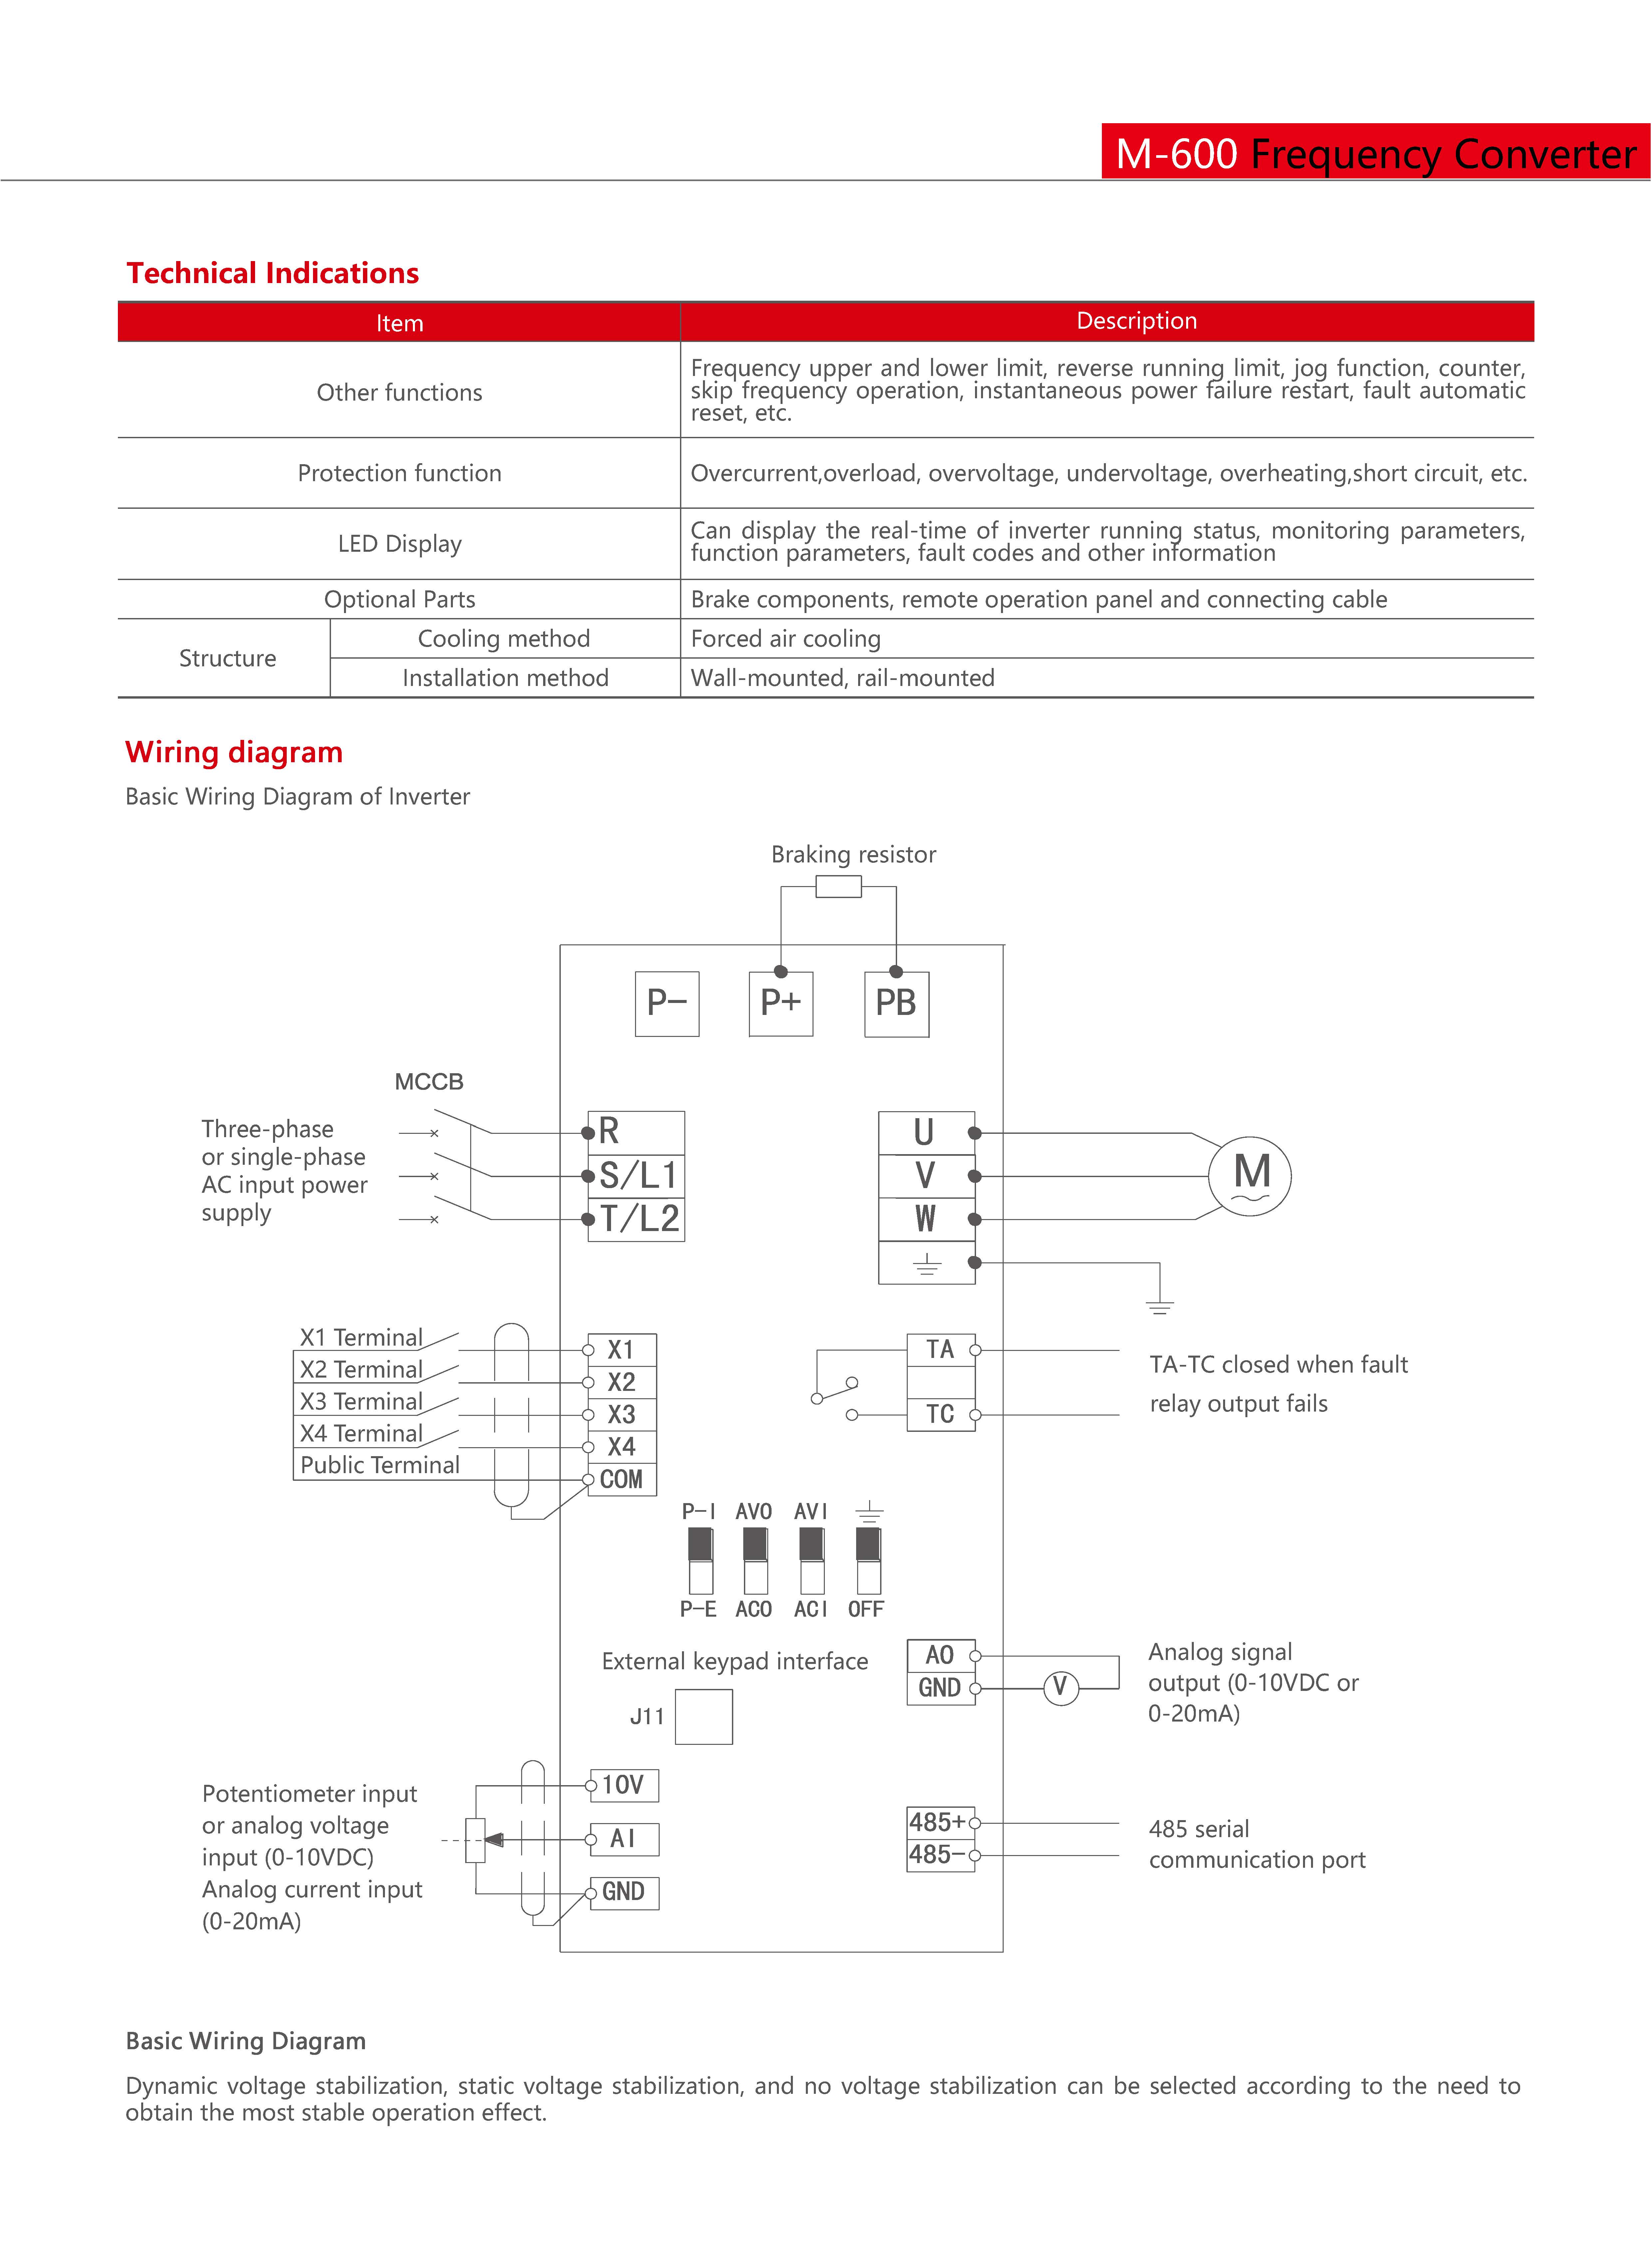 M-600 Frequency Converter
Technical Indications
Item
Description
Other functions
Frequency upper and lower limit, reverse running limit, jog function, counter,
skip frequency operation, instantaneous power failure restart, fault automatic
reset, etc.
Protection function
Overcurrent,overload, overvoltage, undervoltage, overheating,short circuit, etc.
LED Display
Can display the real-time of inverter running status, monitoring parameters,
function parameters, fault codes and other information
Optional Parts
Brake components, remote operation panel and connecting cable
Structure
Cooling method
Forced air cooling
Installation method
Wall-mounted, rail-mounted
Wiring diagram
Basic Wiring Diagram of Inverter
Braking resistor
P-
P+
PB
MCCB
Three-phase
or single-phase
AC input power
supply
R
S/L1
T/L2
U
V
W
M
X1 Terminal
X2 Terminal
X3 Terminal
X4 Terminal
Public Terminal
X1
X2
X3
X4
COM
TA
TC
TA-TC closed when fault
relay output fails
P-I AVO AVI
P-E ACO ACI OFF
External keypad interface
J11
AO
GND
V
Analog signal
output (0-10VDC or
0-20mA)
Potentiometer input
or analog voltage
input (0-10VDC)
Analog current input
(0-20mA)
10V
AI
GND
485+
485-
485 serial
communication port
Basic Wiring Diagram
Dynamic voltage stabilization, static voltage stabilization, and no voltage stabilization can be selected according to the need to
obtain the most stable operation effect.